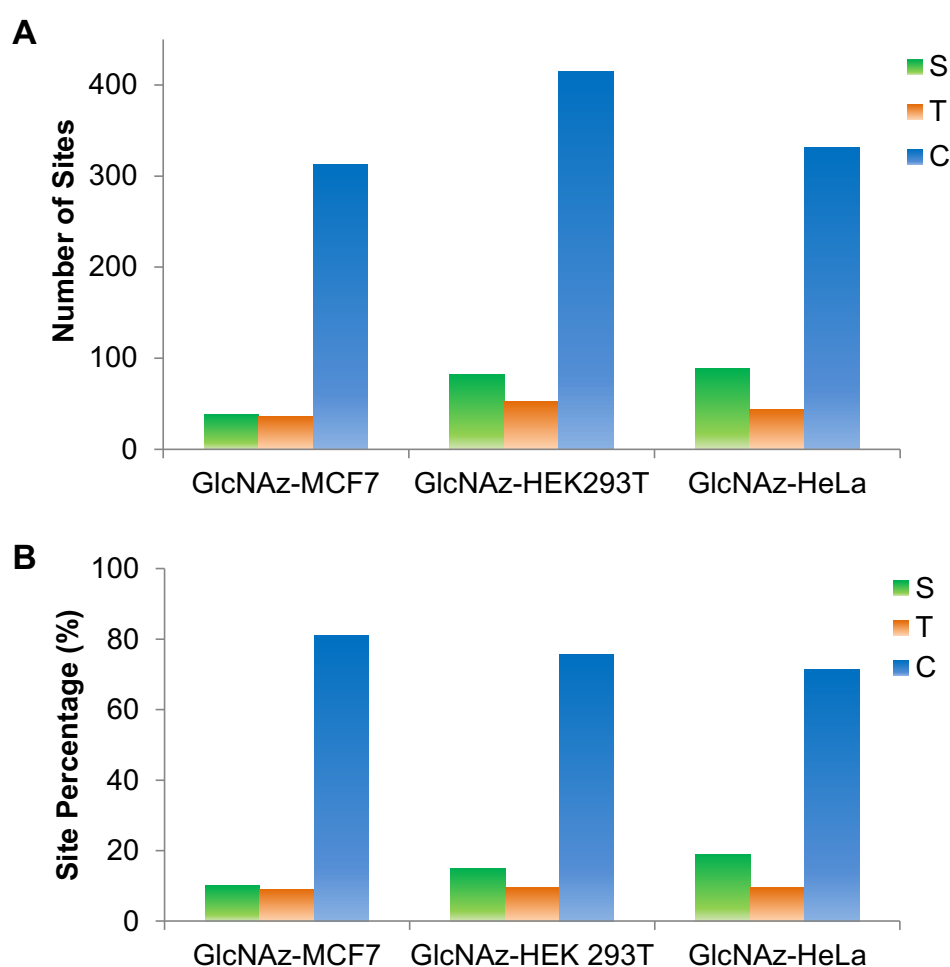 A
Number of Sites
400
300
200
100
0
S
T
C
GlcNAz-MCF7 GlcNAz-HEK293T GlcNAz-HeLa
B
Site Percentage (%)
100
80
60
40
20
0
S
T
C
GlcNAz-MCF7 GlcNAz-HEK 293T GlcNAz-HeLa